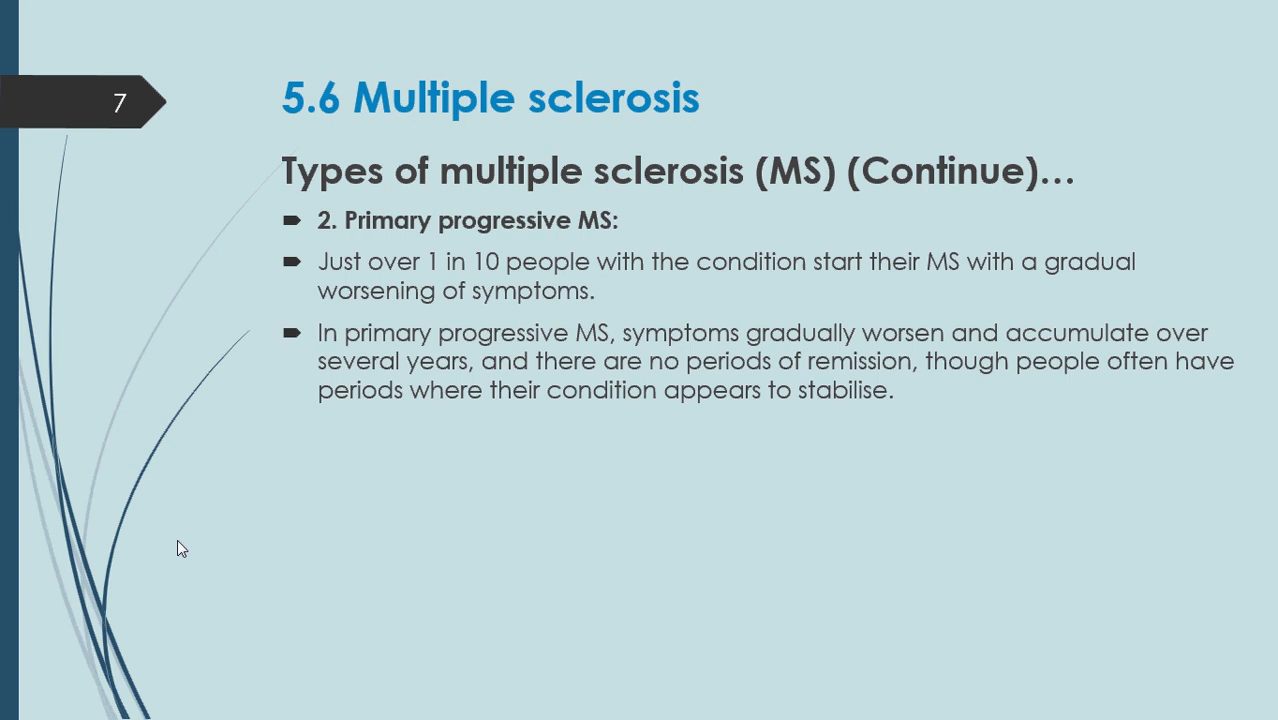 7
5.6 Multiple sclerosis
Types of multiple sclerosis (MS) (Continue)…
2. Primary progressive MS:
Just over 1 in 10 people with the condition start their MS with a gradual
worsening of symptoms.
In primary progressive MS, symptoms gradually worsen and accumulate over
several years, and there are no periods of remission, though people often have
periods where their condition appears to stabilise.